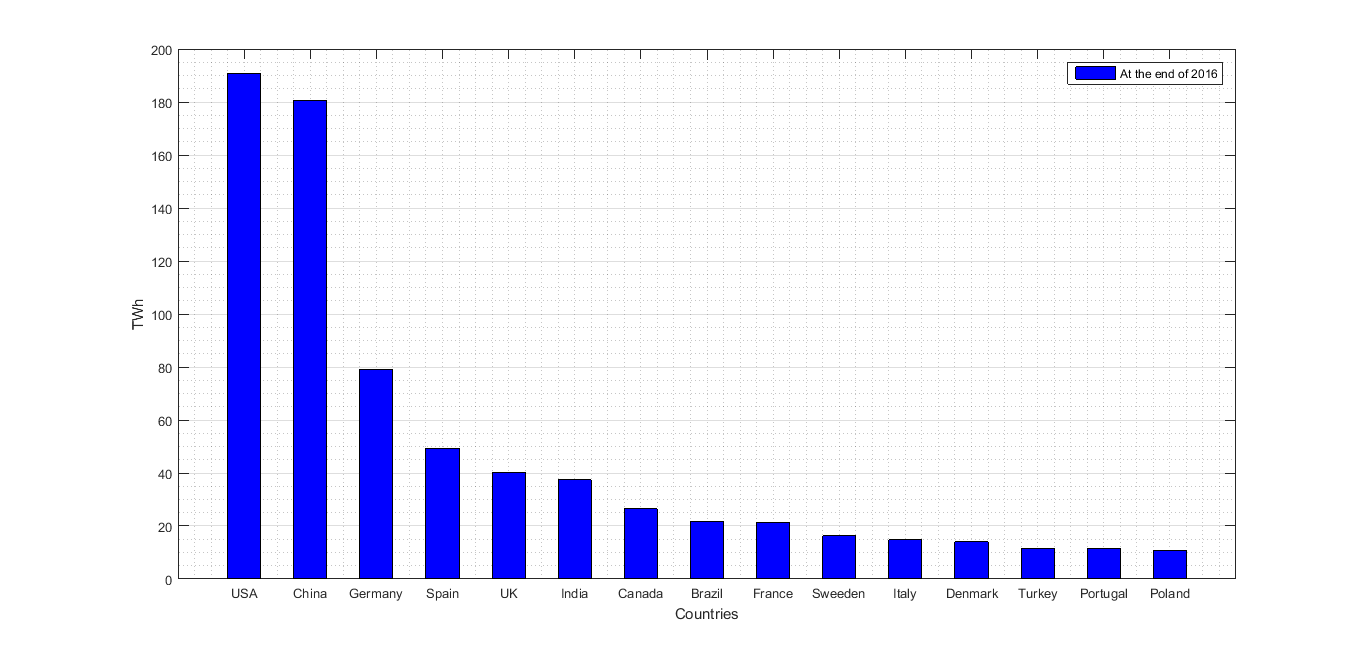 At the end of 2016
TWh
200
180
160
140
120
100
80
60
40
20
0
USA China Germany Spain UK India Canada Brazil France Sweeden Italy Denmark Turkey Portugal Poland
Countries